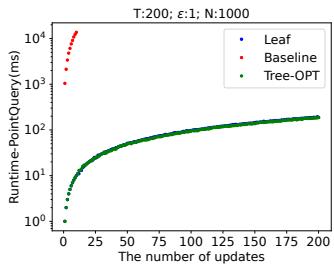 T:200; ε:1; N:1000
Runtime-PointQuery(ms)
10⁴
10³
10²
10¹
10⁰
Leaf
Baseline
Tree-OPT
0 25 50 75 100 125 150 175 200
The number of updates